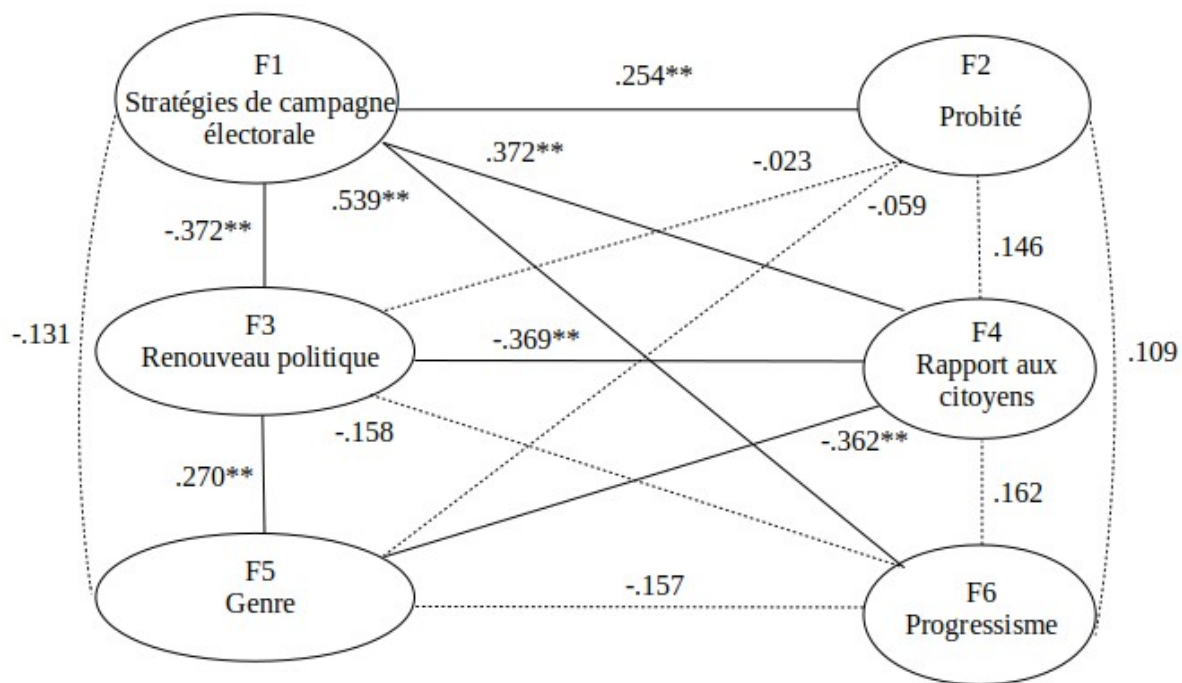 F1
Stratégies de campagne
électorale
.254**
F2
Probité
.372**
-.023
.539**
-.059
-.372**
.146
F3
Renouveau politique
-.131
-.369**
F4
Rapport aux
citoyens
.109
-.158
-.362**
.270**
.162
F5
Genre
-.157
F6
Progressisme